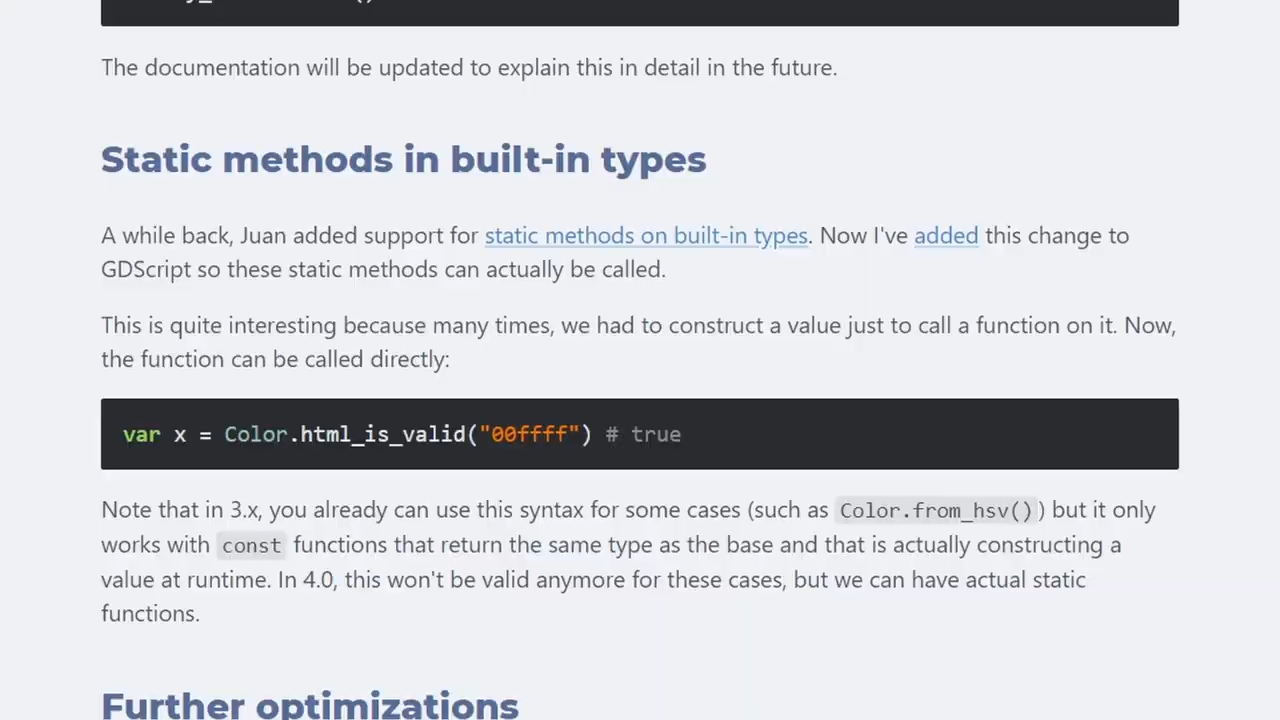 The documentation will be updated to explain this in detail in the future.
Static methods in built-in types
A while back, Juan added support for static methods on built-in types. Now I've added this change to
GDScript so these static methods can actually be called.
This is quite interesting because many times, we had to construct a value just to call a function on it. Now,
the function can be called directly:
var x = Color.html_is_valid("00ffff") # true
Note that in 3.x, you already can use this syntax for some cases (such as Color.from_hsv()) but it only
works with const functions that return the same type as the base and that is actually constructing a
value at runtime. In 4.0, this won't be valid anymore for these cases, but we can have actual static
functions.
Further optimizations